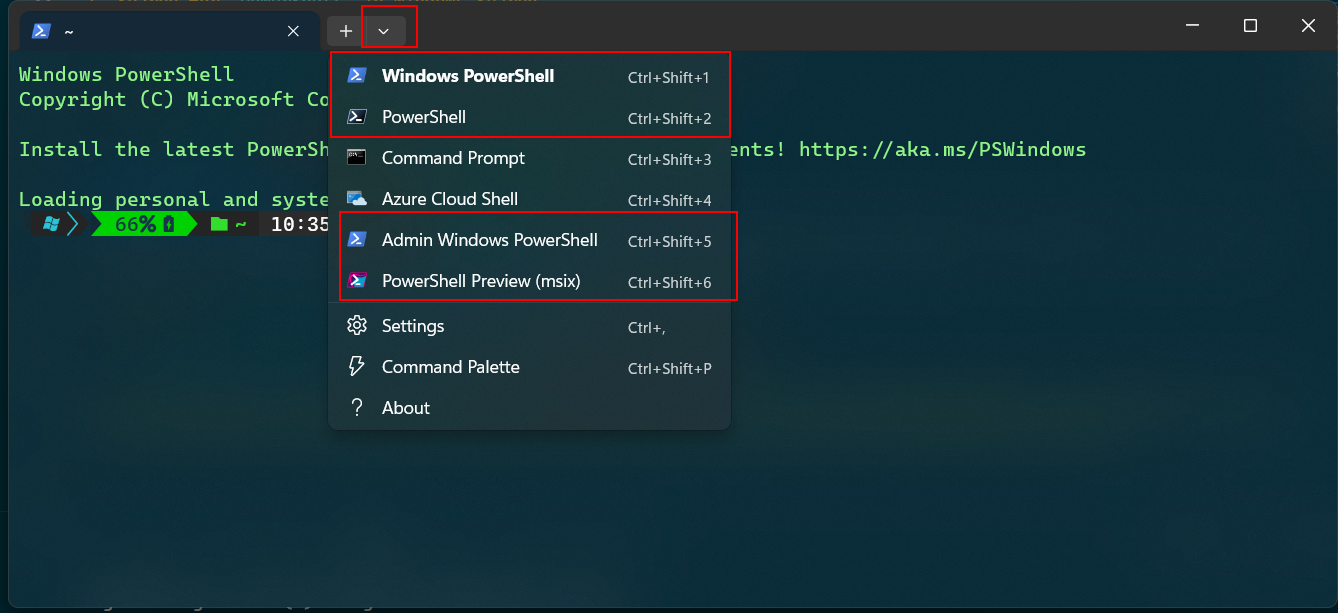 ~
Windows PowerShell
Copyright (C) Microsoft Co
Install the latest PowerSh
ents! https://aka.ms/PSWindows
Loading personal and syste
66% ~ 10:35
Windows PowerShell Ctrl+Shift+1
PowerShell Ctrl+Shift+2
Command Prompt Ctrl+Shift+3
Azure Cloud Shell Ctrl+Shift+4
Admin Windows PowerShell Ctrl+Shift+5
PowerShell Preview (msix) Ctrl+Shift+6
Settings Ctrl+,
Command Palette Ctrl+Shift+P
About